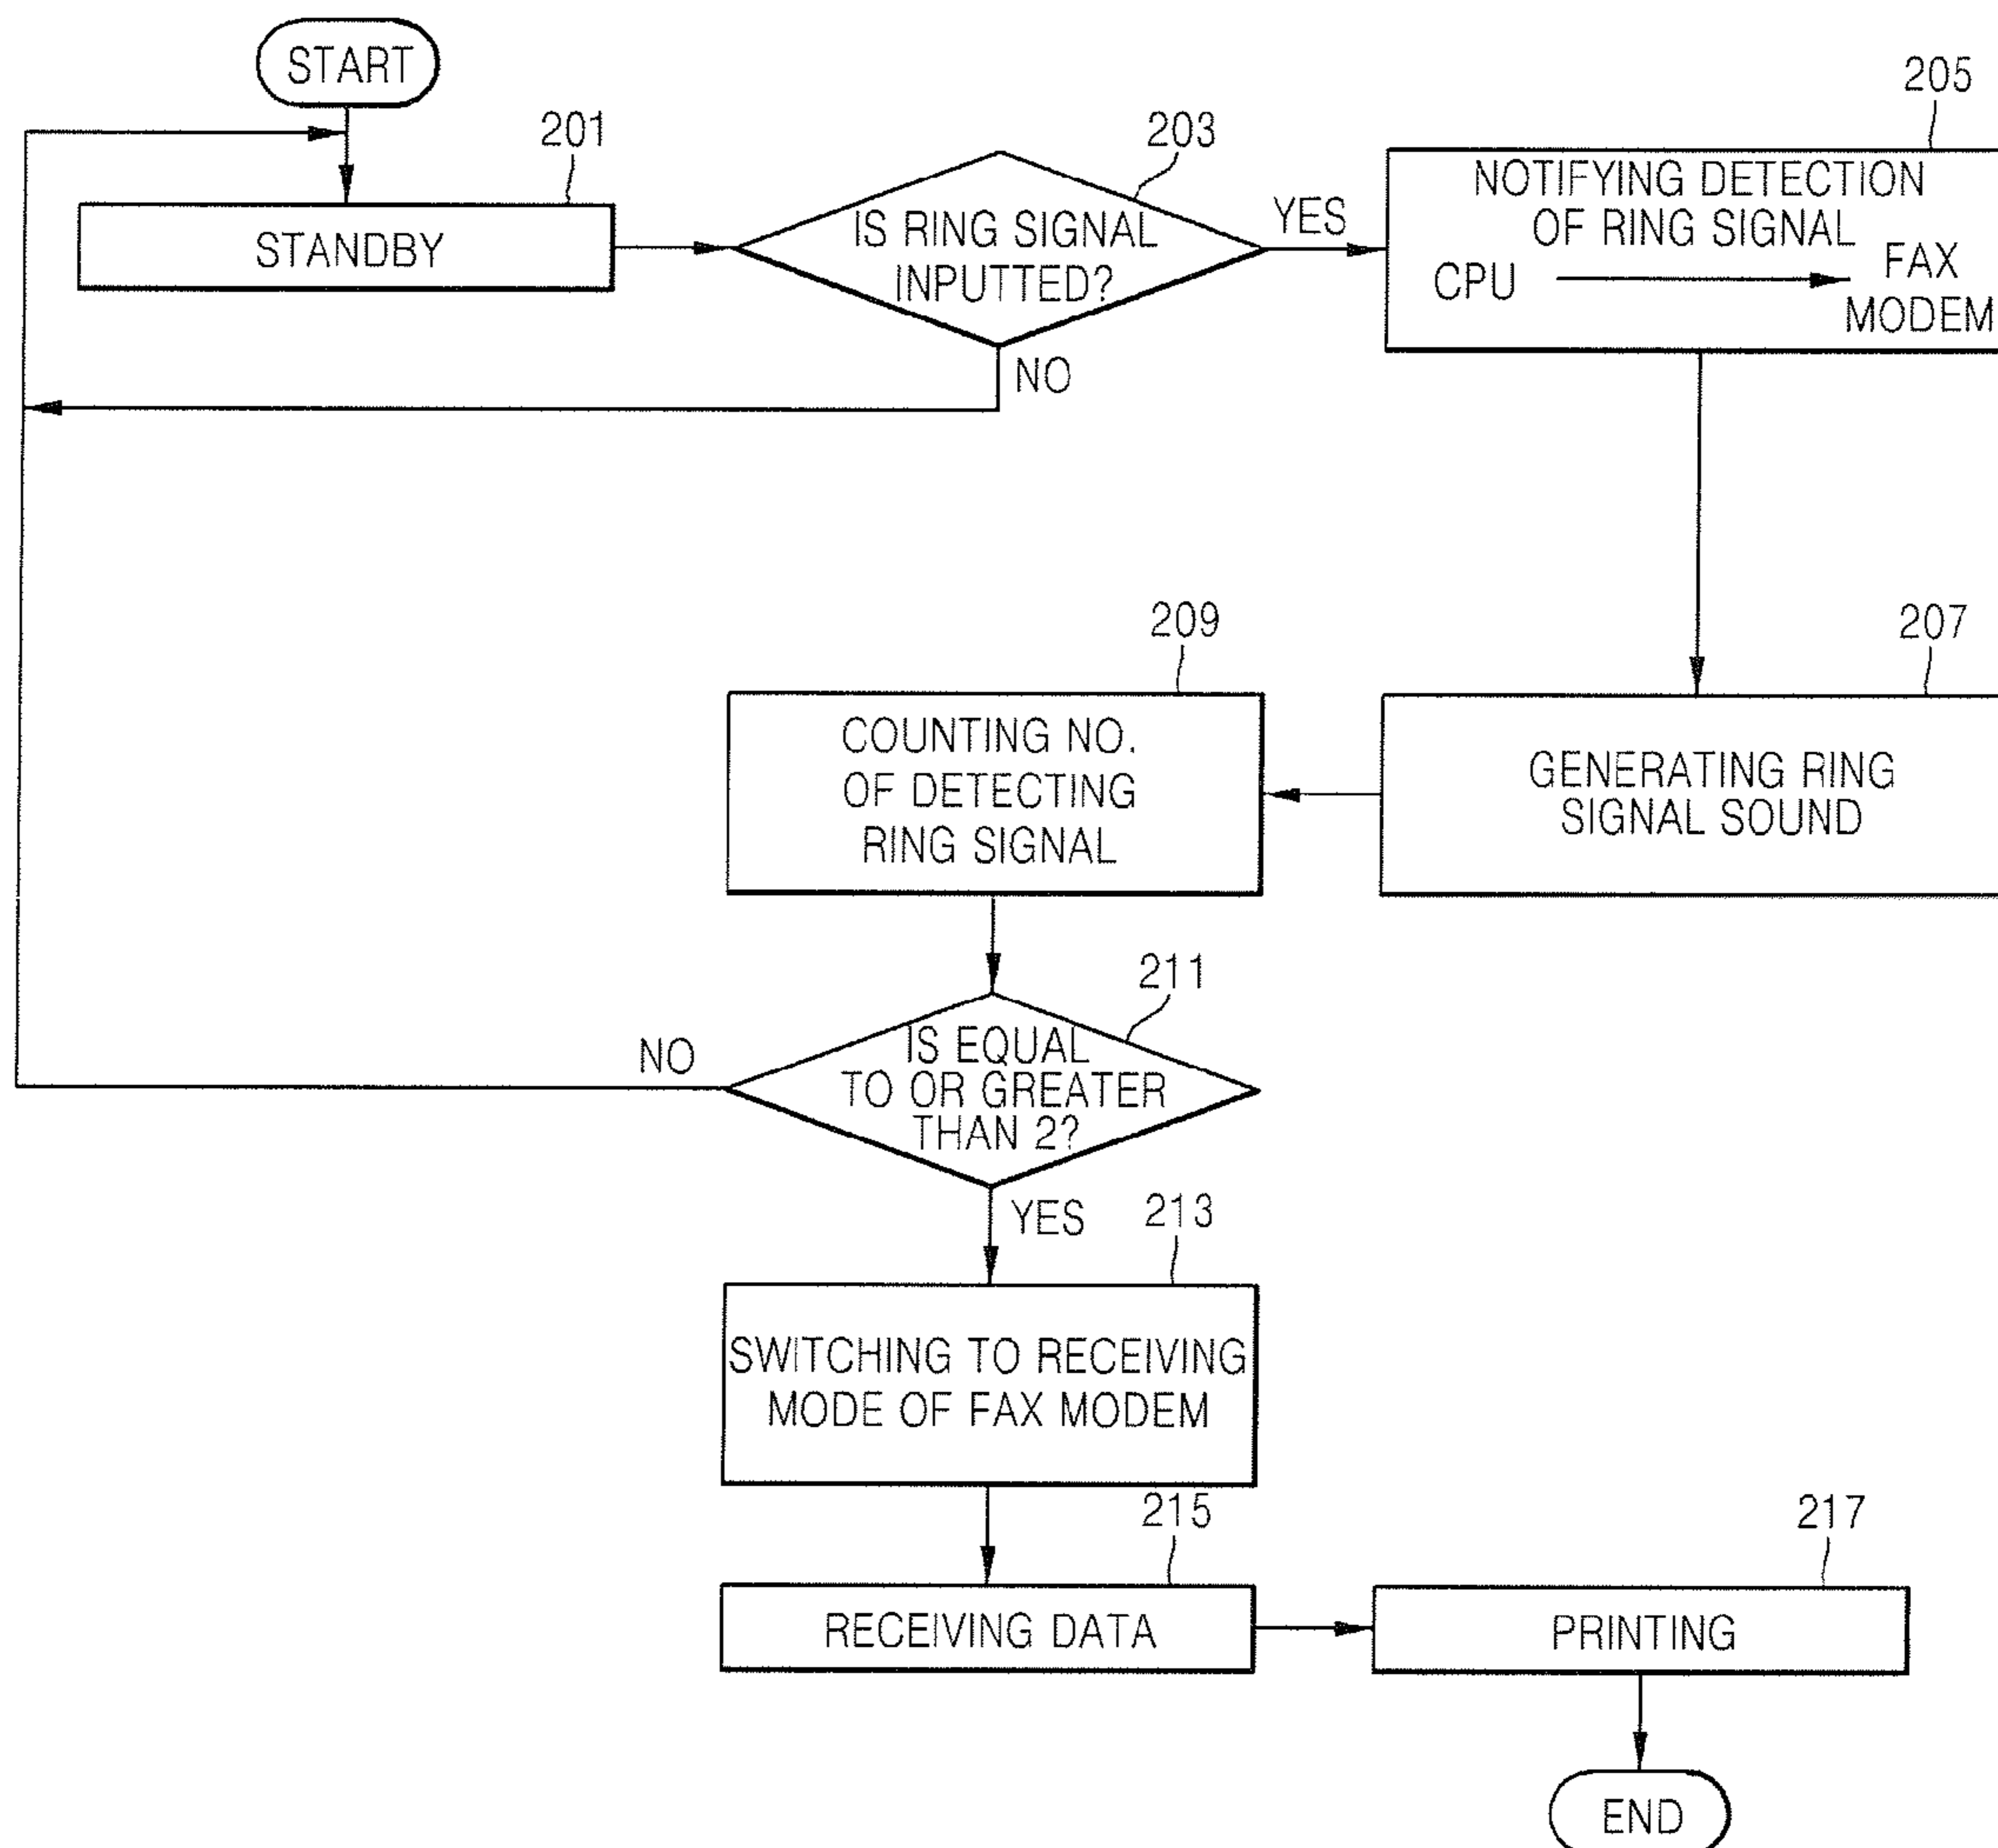 START
201
STANDBY
203
IS RING SIGNAL
INPUTTED?
YES
NO
205
NOTIFYING DETECTION
OF RING SIGNAL
CPU
FAX
MODEM
207
GENERATING RING
SIGNAL SOUND
209
COUNTING NO.
OF DETECTING
RING SIGNAL
211
IS EQUAL
TO OR GREATER
THAN 2?
NO
YES
213
SWITCHING TO RECEIVING
MODE OF FAX MODEM
215
RECEIVING DATA
217
PRINTING
END